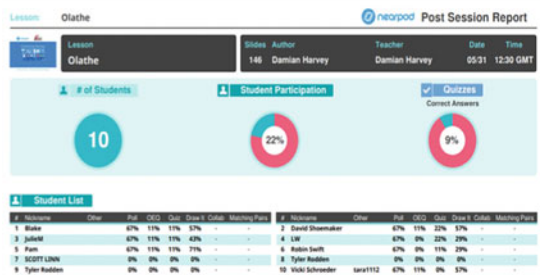 Lesson: Olathe nearpod Post Session Report
Lesson Slides Author Teacher Date Time
Olathe 146 Damian Harvey Damian Harvey 05/31 12:30 GMT
# of Students Student Participation Quizzes
Correct Answers
10 22% 9%
Student List
# Nickname Other Poll OEQ Quiz Draw It Collab Matching Pairs # Nickname Other Poll OEQ Quiz Draw It Collab Matching Pairs
1 Blake 67% 11% 11% 57% - - 2 David Shoemaker 67% 0% 22% 57% - -
3 JulieM 67% 11% 11% 43% - - 4 LW 67% 0% 22% 29% - -
5 Pam 67% 11% 11% 71% - - 6 Robin Swift 67% 0% 11% 29% - -
7 SCOTT LINN 0% 0% 0% 0% - - 8 Tyler Rodden 0% 0% 0% 0% - -
9 Tyler Rodden 0% 0% 0% 0% - - 10 Vicki Schroeder tara1112 67% 11% 0% 57% - -